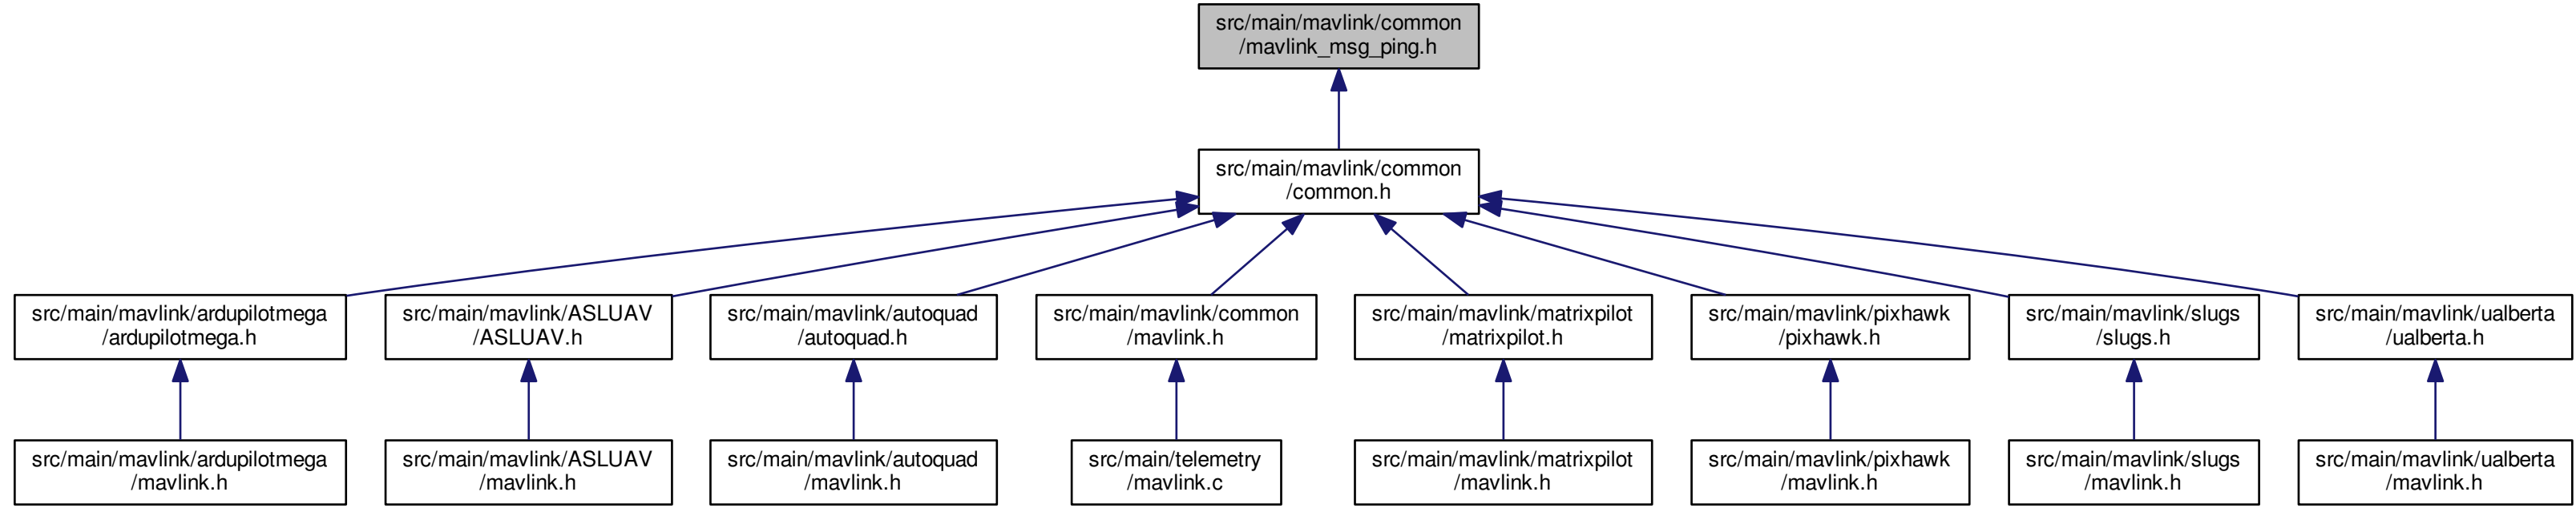 src/main/mavlink/common
/mavlink_msg_ping.h
src/main/mavlink/common
/common.h
src/main/mavlink/ardupilotmega
/ardupilotmega.h
src/main/mavlink/ASLUAV
/ASLUAV.h
src/main/mavlink/autoquad
/autoquad.h
src/main/mavlink/common
/mavlink.h
src/main/mavlink/matrixpilot
/matrixpilot.h
src/main/mavlink/pixhawk
/pixhawk.h
src/main/mavlink/slugs
/slugs.h
src/main/mavlink/ualberta
/ualberta.h
src/main/mavlink/ardupilotmega
/mavlink.h
src/main/mavlink/ASLUAV
/mavlink.h
src/main/mavlink/autoquad
/mavlink.h
src/main/telemetry
/mavlink.c
src/main/mavlink/matrixpilot
/mavlink.h
src/main/mavlink/pixhawk
/mavlink.h
src/main/mavlink/slugs
/mavlink.h
src/main/mavlink/ualberta
/mavlink.h